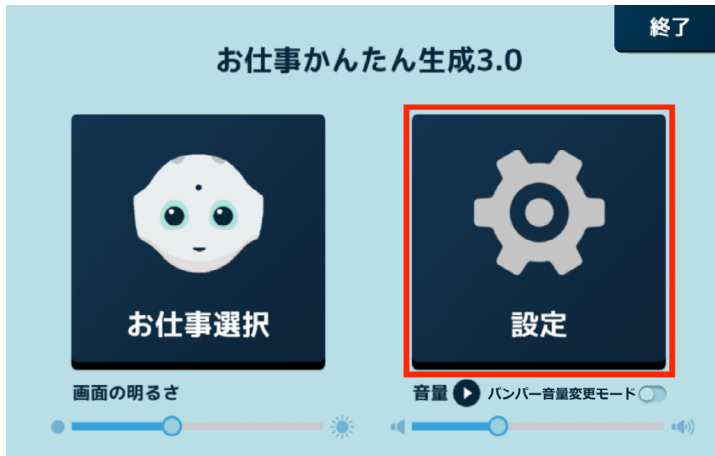 終了
お仕事かんたん生成3.0
お仕事選択
設定
画面の明るさ
音量 バンパー音量変更モード